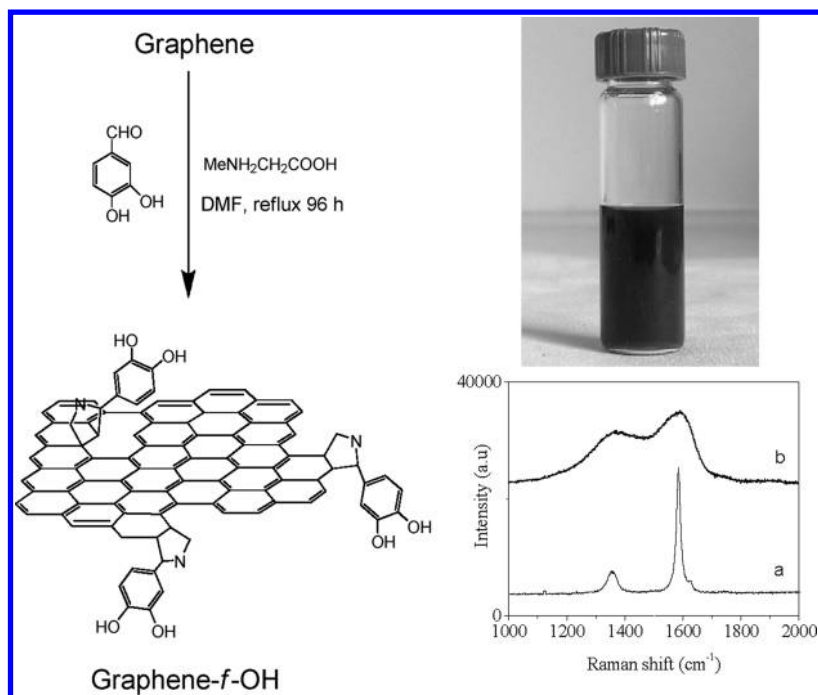 Graphene
CHO
OH
OH
MeNH₂CH₂COOH
DMF, reflux 96 h
HO
OH
N
N
OH
OH
N
HO
OH
Graphene-f-OH
40000
Intensity (a.u)
b
a
0
1000 1200 1400 1600 1800 2000
Raman shift (cm⁻¹)